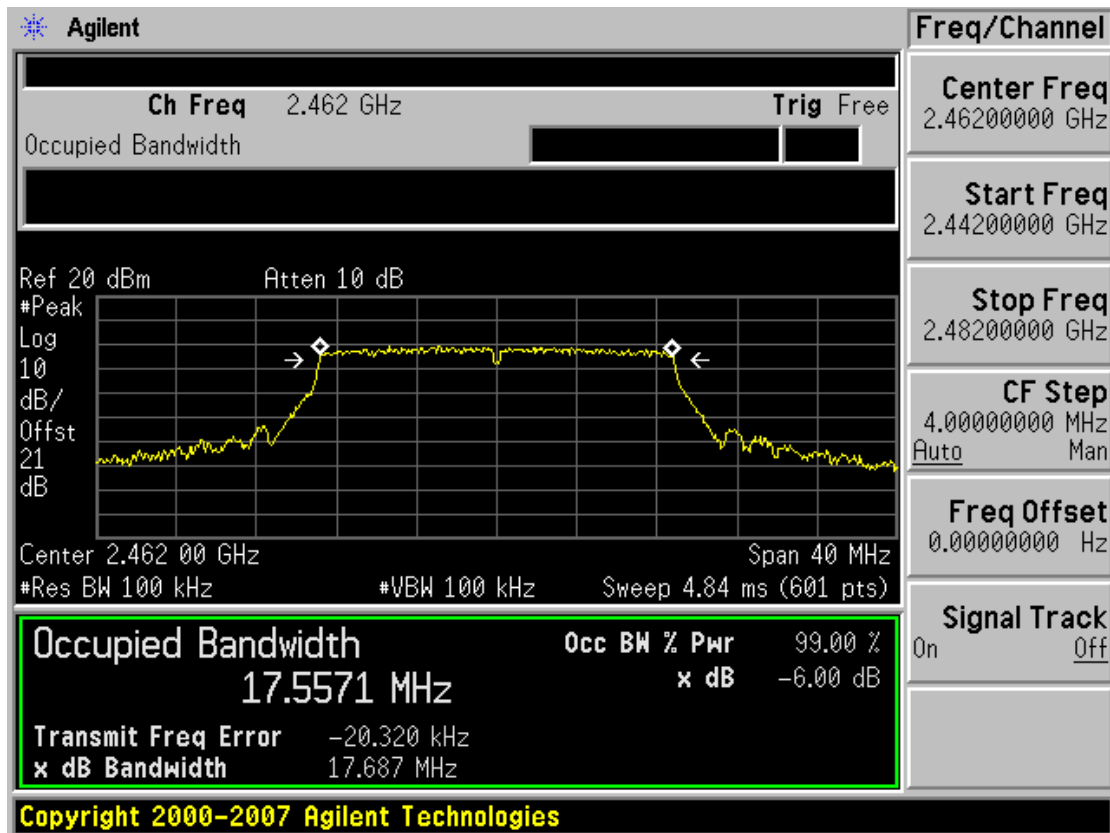 Agilent
Freq/Channel
Ch Freq 2.462 GHz Trig Free
Occupied Bandwidth
Center Freq
2.46200000 GHz
Start Freq
2.44200000 GHz
Stop Freq
2.48200000 GHz
CF Step
4.00000000 MHz
Auto Man
Freq Offset
0.00000000 Hz
Signal Track
On Off
Ref 20 dBm Atten 10 dB
#Peak
Log
10
dB/
Offst
21
dB
Center 2.462 00 GHz Span 40 MHz
#Res BW 100 kHz #VBW 100 kHz Sweep 4.84 ms (601 pts)
Occupied Bandwidth Occ BW % Pwr 99.00 %
17.5571 MHz x dB -6.00 dB
Transmit Freq Error -20.320 kHz
x dB Bandwidth 17.687 MHz
Copyright 2000-2007 Agilent Technologies